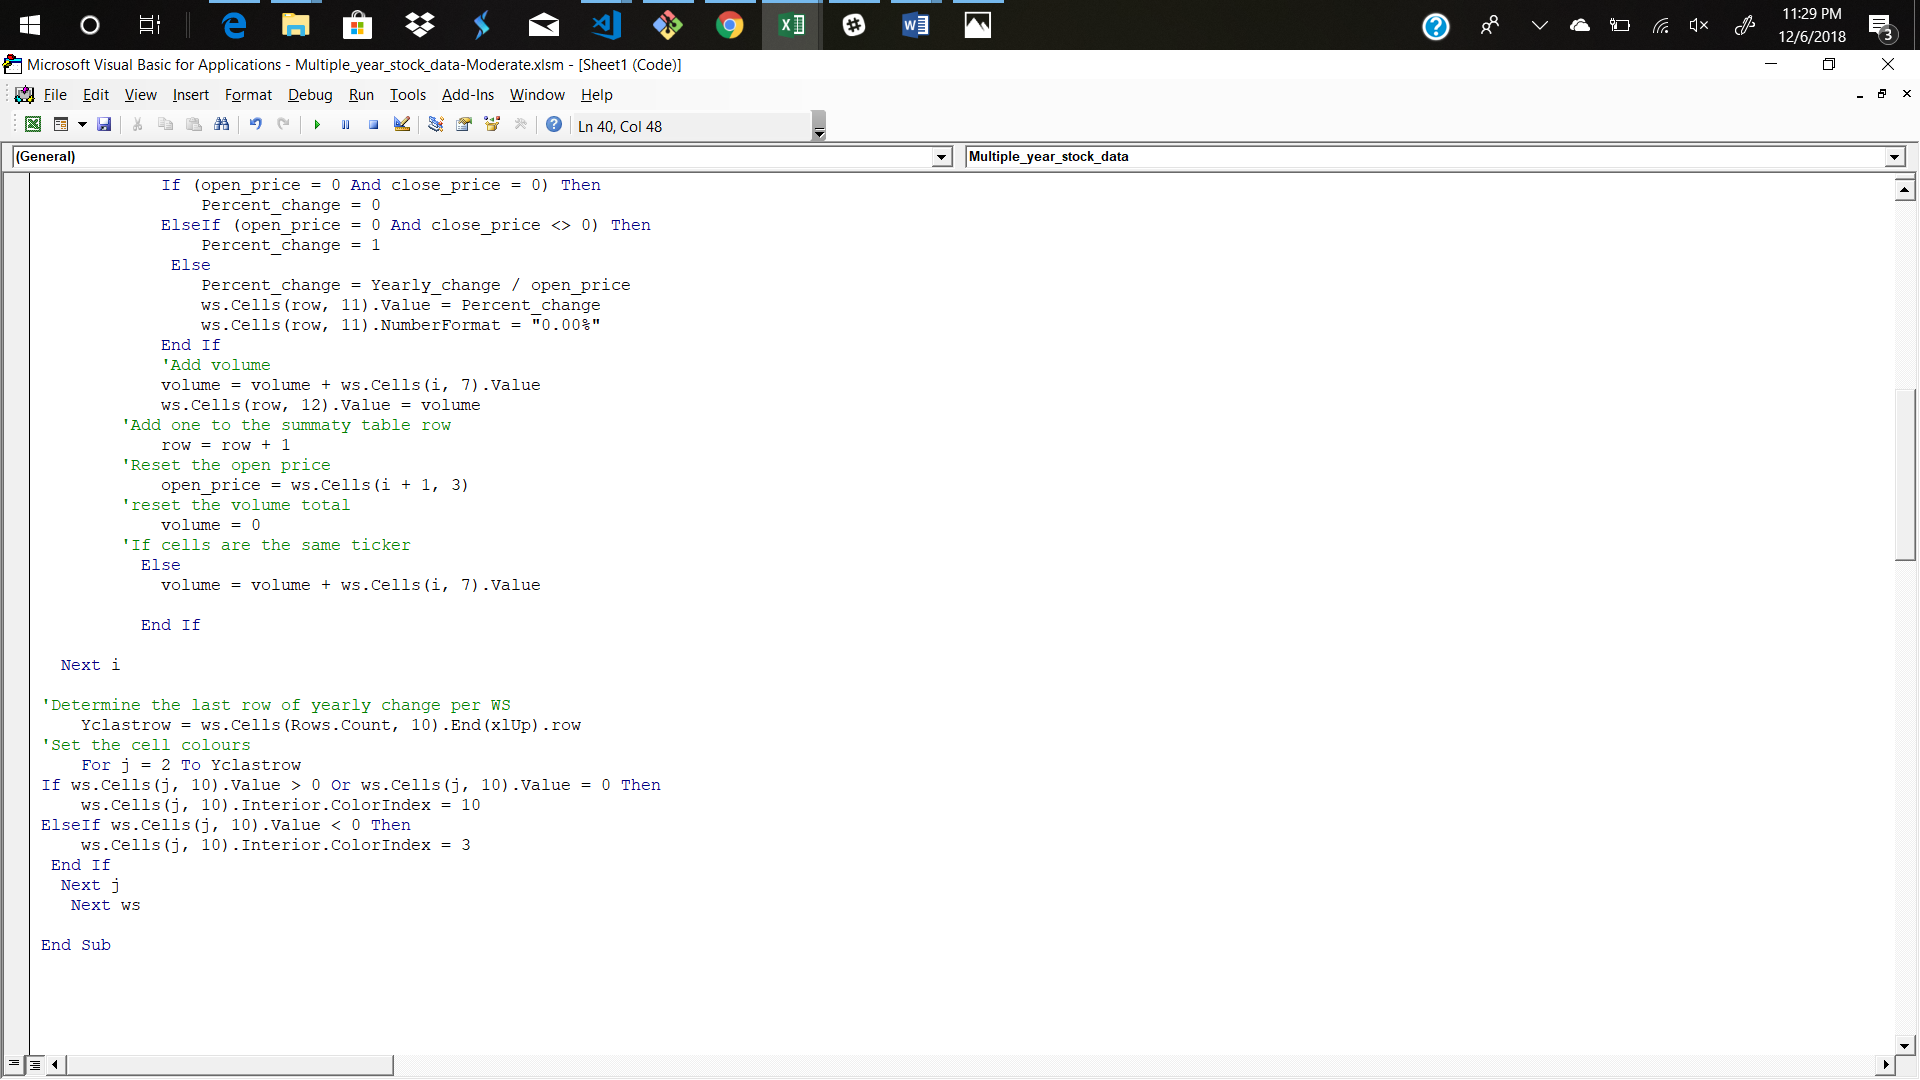 11:29 PM
12/6/2018
3
Microsoft Visual Basic for Applications - Multiple_year_stock_data-Moderate.xlsm - [Sheet1 (Code)]
File Edit View Insert Format Debug Run Tools Add-Ins Window Help
Ln 40, Col 48
(General) Multiple_year_stock_data
If (open_price = 0 And close_price = 0) Then
Percent_change = 0
ElseIf (open_price = 0 And close_price <> 0) Then
Percent_change = 1
Else
Percent_change = Yearly_change / open_price
ws.Cells(row, 11).Value = Percent_change
ws.Cells(row, 11).NumberFormat = "0.00%"
End If
'Add volume
volume = volume + ws.Cells(i, 7).Value
ws.Cells(row, 12).Value = volume
'Add one to the summaty table row
row = row + 1
'Reset the open price
open_price = ws.Cells(i + 1, 3)
'reset the volume total
volume = 0
'If cells are the same ticker
Else
volume = volume + ws.Cells(i, 7).Value
End If
Next i
'Determine the last row of yearly change per WS
Yclastrow = ws.Cells(Rows.Count, 10).End(xlUp).row
'Set the cell colours
For j = 2 To Yclastrow
If ws.Cells(j, 10).Value > 0 Or ws.Cells(j, 10).Value = 0 Then
ws.Cells(j, 10).Interior.ColorIndex = 10
ElseIf ws.Cells(j, 10).Value < 0 Then
ws.Cells(j, 10).Interior.ColorIndex = 3
End If
Next j
Next ws
End Sub